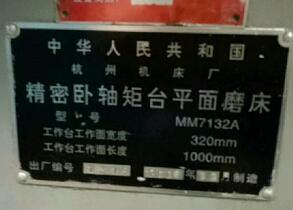 中华人民共和国
杭州机床厂
精密卧轴矩台平面磨床
型号 MM7132A
工作台工作面宽度 320mm
工作台工作面长度 1000mm
出厂编号 年 月制造